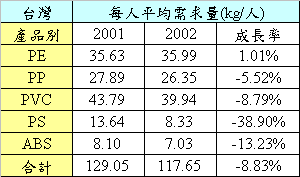 台灣 每人平均需求量(kg/人)
產品別 2001 2002 成長率
PE 35.63 35.99 1.01%
PP 27.89 26.35 -5.52%
PVC 43.79 39.94 -8.79%
PS 13.64 8.33 -38.90%
ABS 8.10 7.03 -13.23%
合計 129.05 117.65 -8.83%